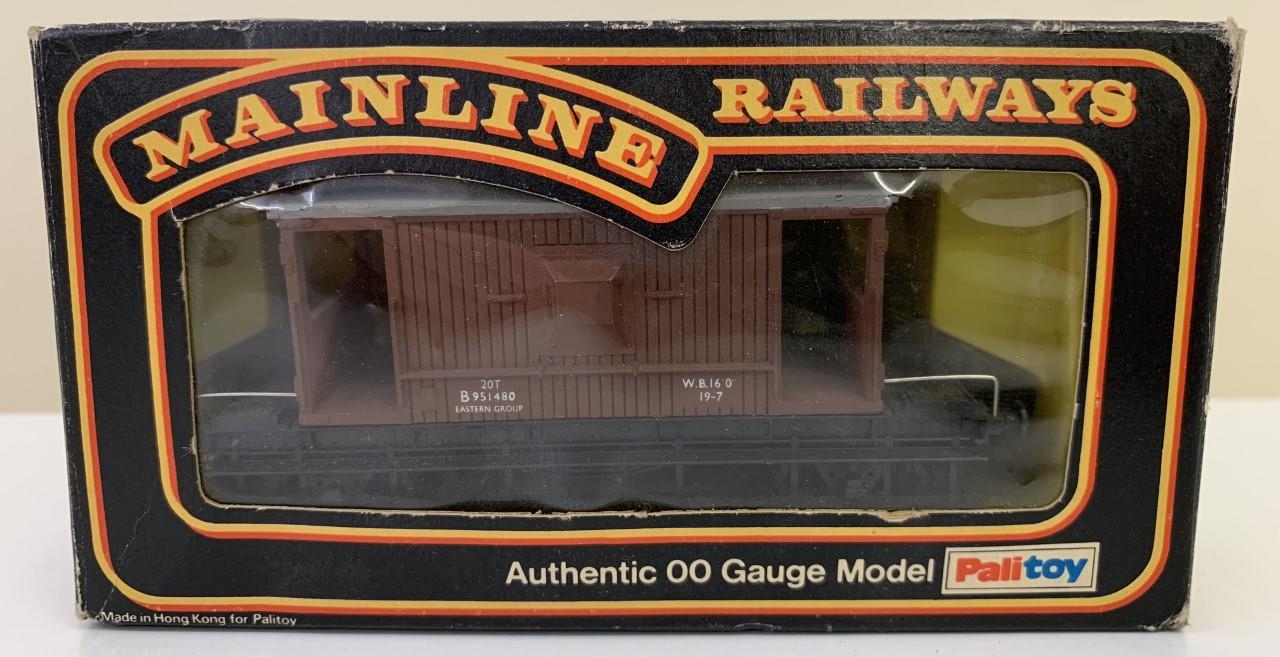 MAINLINE RAILWAYS
20T
B951480
EASTERN GROUP
W.B.16 0"
19-7
Authentic 00 Gauge Model Palitoy
Made in Hong Kong for Palitoy